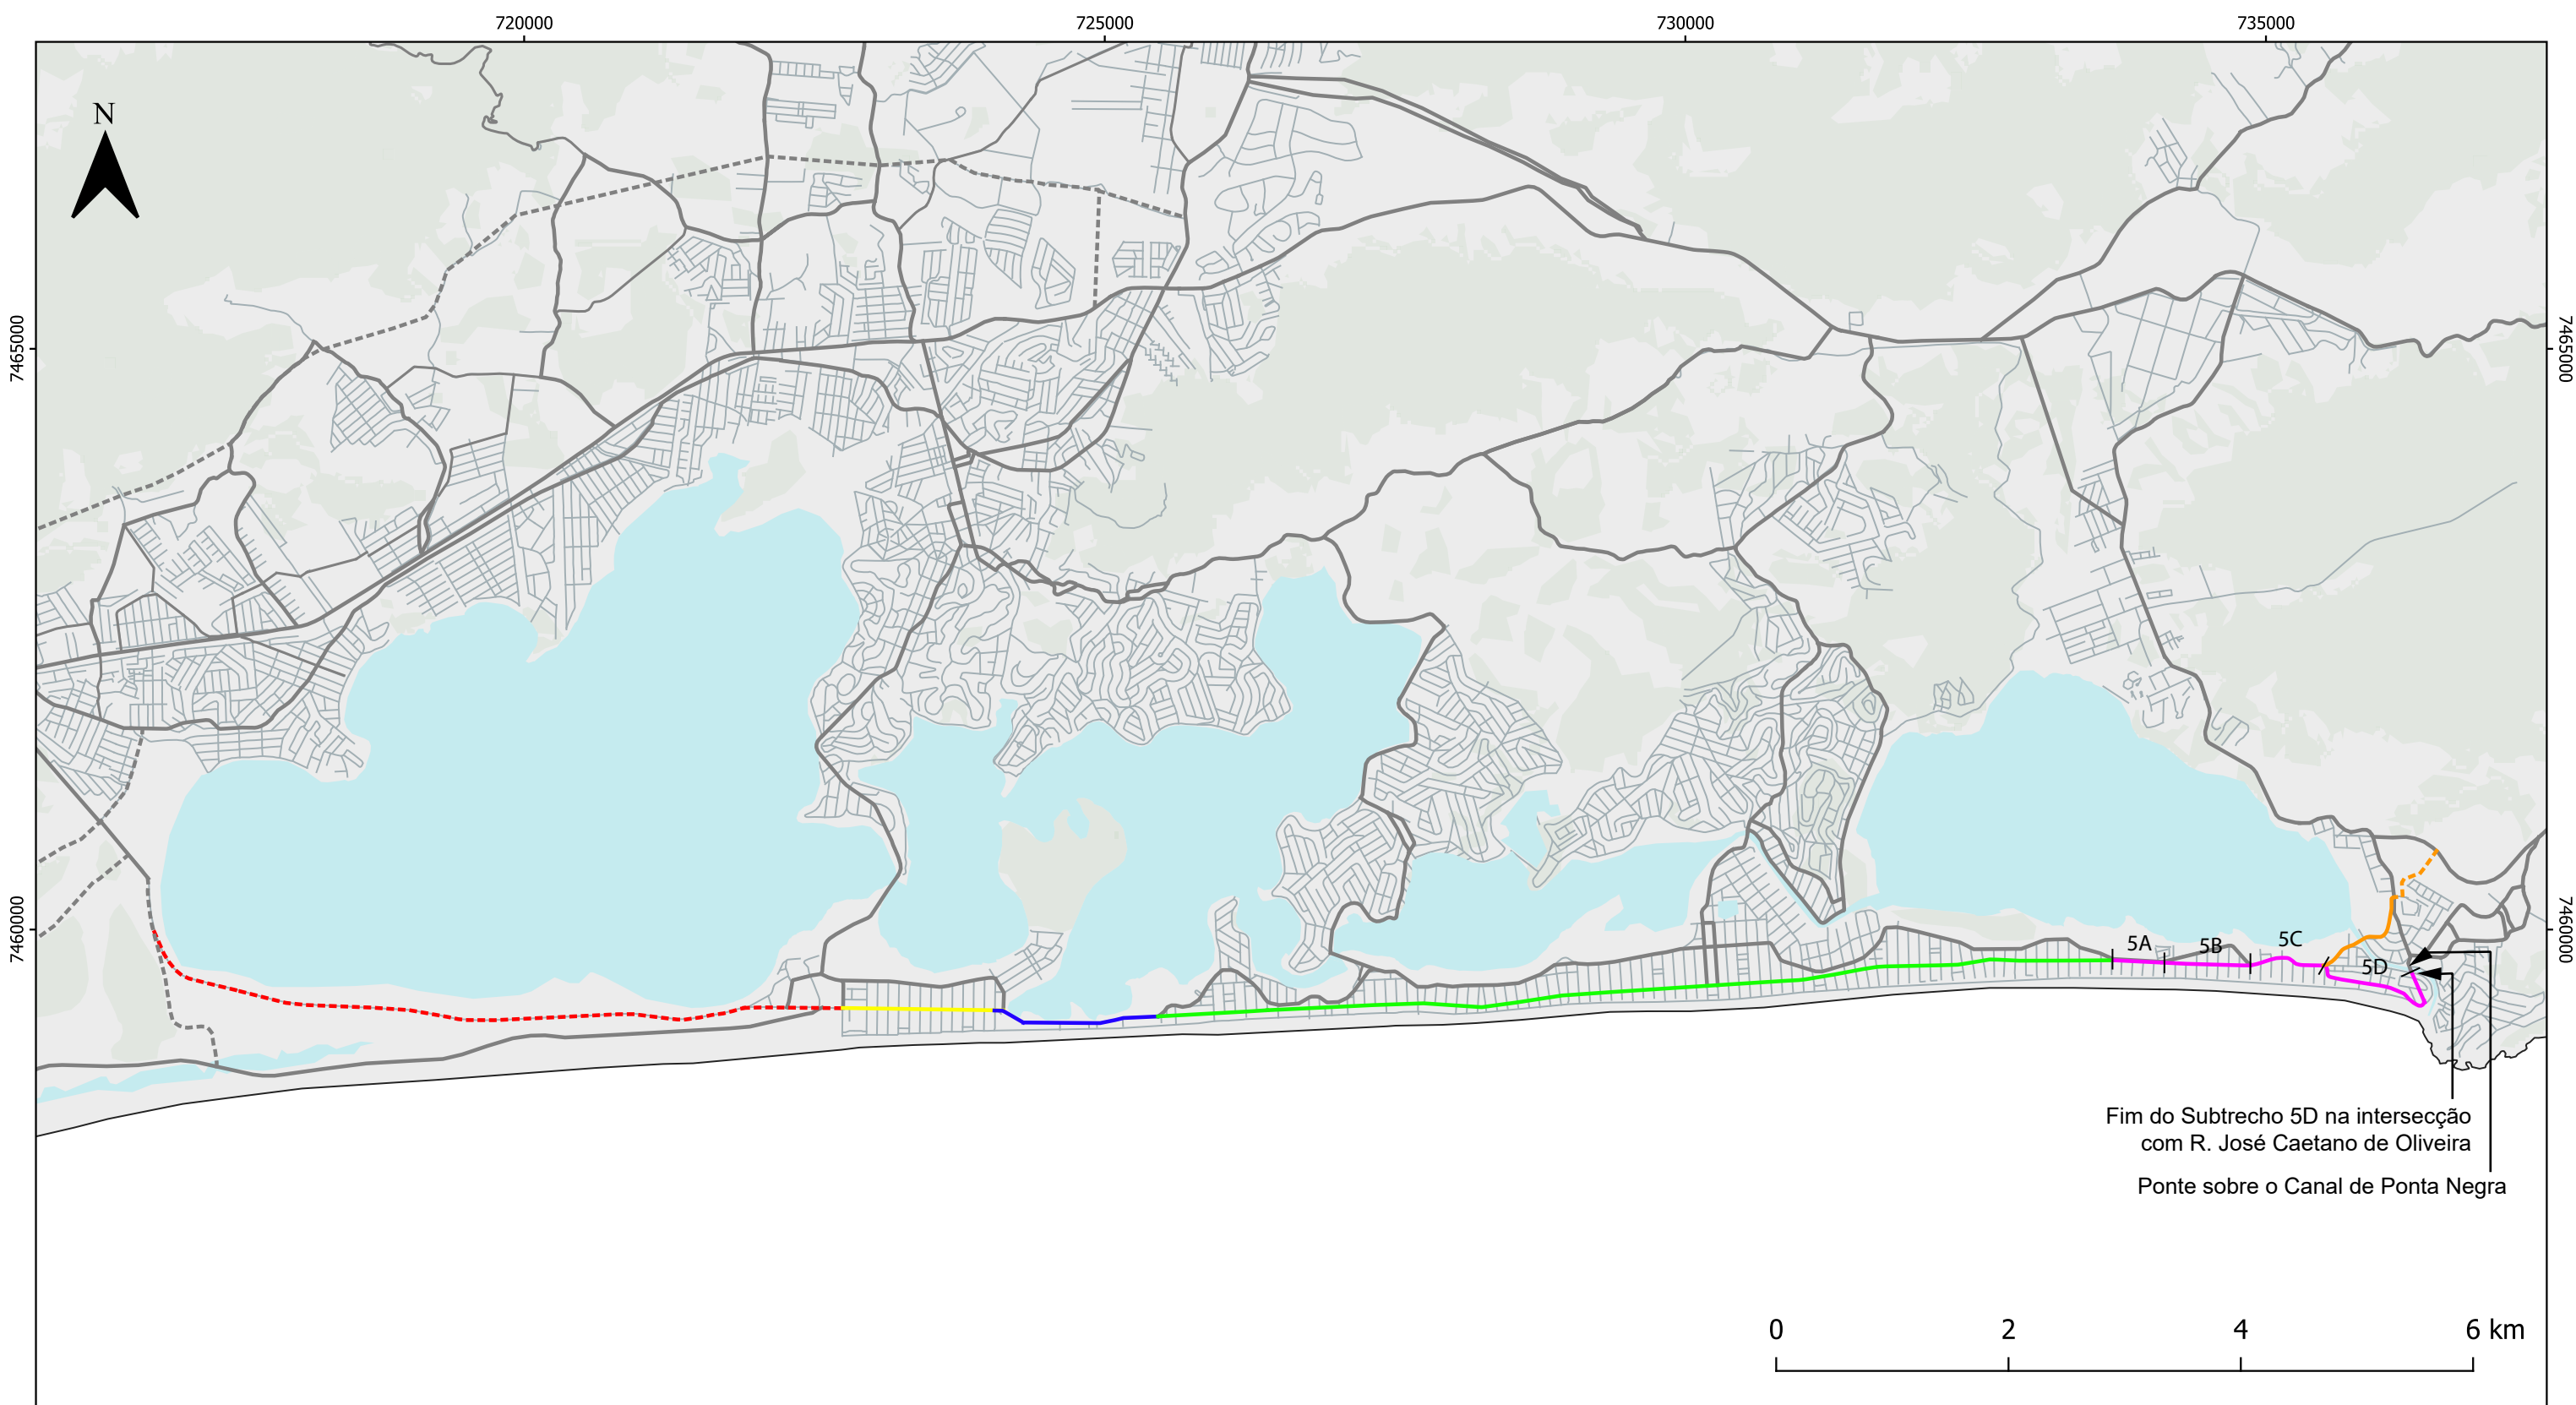 720000 725000 730000 735000
N
7465000 7465000
7460000 7460000
5A 5B 5C
5D
Fim do Subtrecho 5D na intersecção
com R. José Caetano de Oliveira
Ponte sobre o Canal de Ponta Negra
0 2 4 6 km